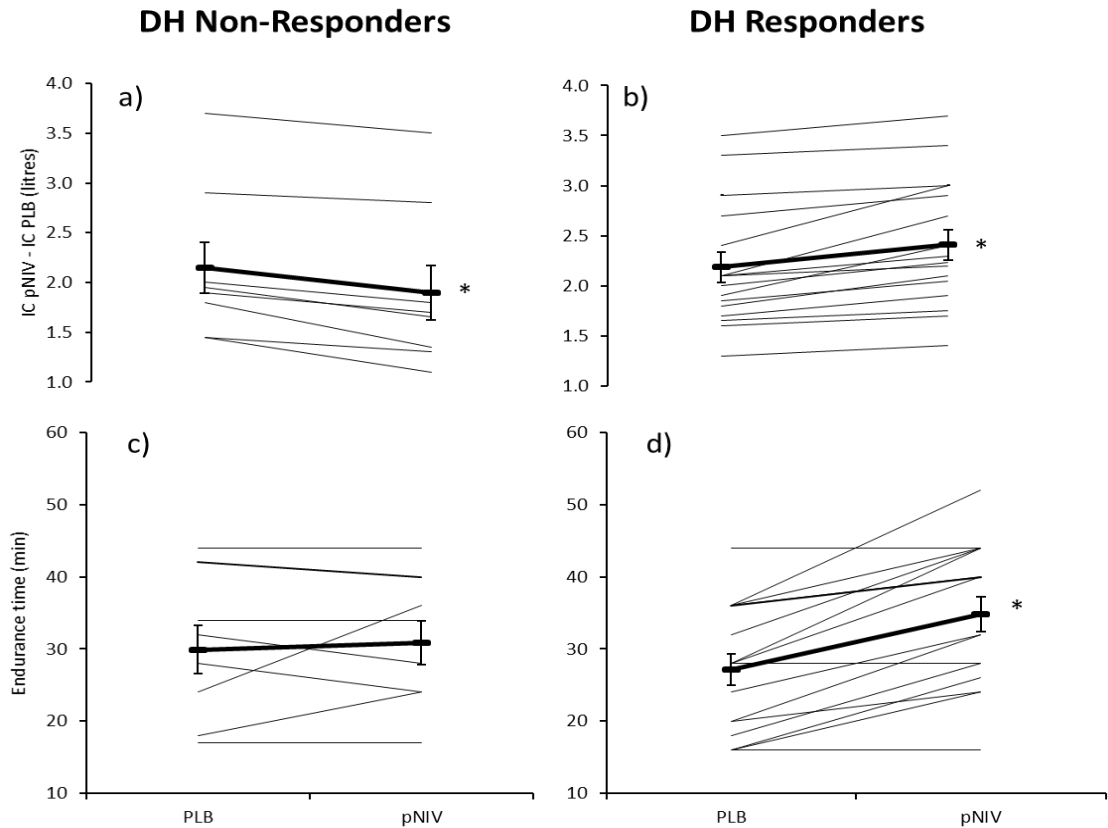 DH Non-Responders
DH Responders
a)
b)
IC pNIV - IC PLB (litres)
4.0
3.5
3.0
2.5
2.0
1.5
1.0
*
4.0
3.5
3.0
2.5
2.0
1.5
1.0
*
c)
d)
Endurance time (min)
60
50
40
30
20
10
PLB
pNIV
60
50
40
30
20
10
*
PLB
pNIV